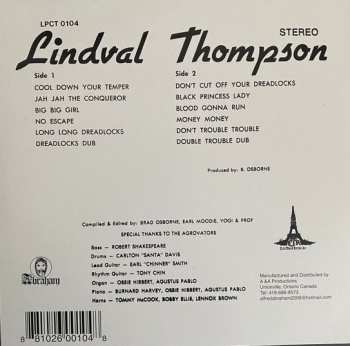 LPCT 0104
STEREO
Lindval Thompson
Side 1
COOL DOWN YOUR TEMPER
JAH JAH THE CONQUEROR
BIG BIG GIRL
NO ESCAPE
LONG LONG DREADLOCKS
DREADLOCKS DUB
Side 2
DON'T CUT OFF YOUR DREADLOCKS
BLACK PRINCESS LADY
BLOOD GONNA RUN
MONEY MONEY
DON'T TROUBLE TROUBLE
DOUBLE TROUBLE DUB
Produced by: B. OSBORNE
Compiled & Edited by: BRAD OSBORNE, EARL MOODIE, YOGI & PROF
SPECIAL THANKS TO THE AGROVATORS
Bass – ROBERT SHAKESPEARE
Drums – CARLTON "SANTA" DAVIS
Lead Guitar – EARL "CHINNER" SMITH
Rhythm Guitar – TONY CHIN
Organ – OBBIE HIBBERT, AGUSTUS PABLO
Piano – BURNARD HARVEY, OBBIE HIBBERT, AGUSTUS PABLO
Horns – TOMMY McCOOK, BOBBY ELLIS, LENNOX BROWN
Abraham
Manufactured and Distributed by
A &AA Productions
Unionville, Ontario Canada
8 81026 00104 8